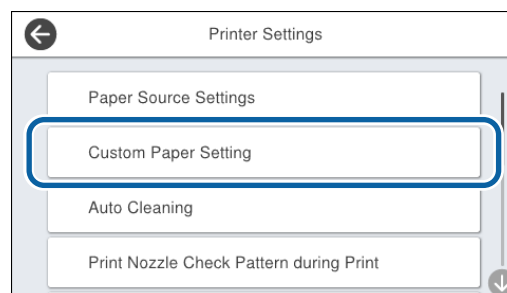 Printer Settings
Paper Source Settings
Custom Paper Setting
Auto Cleaning
Print Nozzle Check Pattern during Print